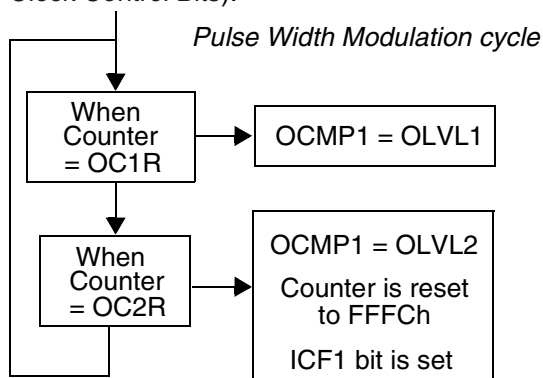 Clock Control Bits).
Pulse Width Modulation cycle
When
Counter
= OC1R
OCMP1 = OLVL1
When
Counter
= OC2R
OCMP1 = OLVL2
Counter is reset
to FFFCh
ICF1 bit is set